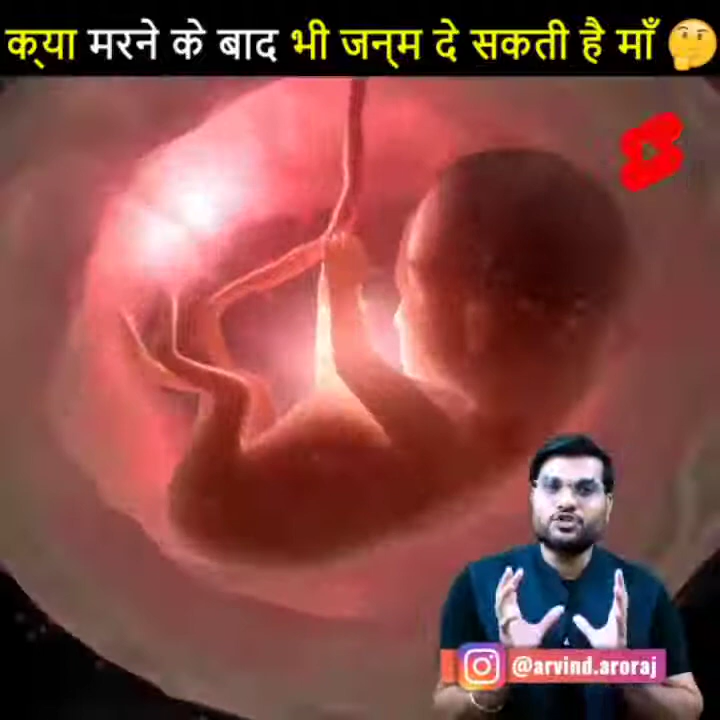 क्या मरने के बाद भी जन्म दे सकती है माँ 🤔
@arvind.aroraj